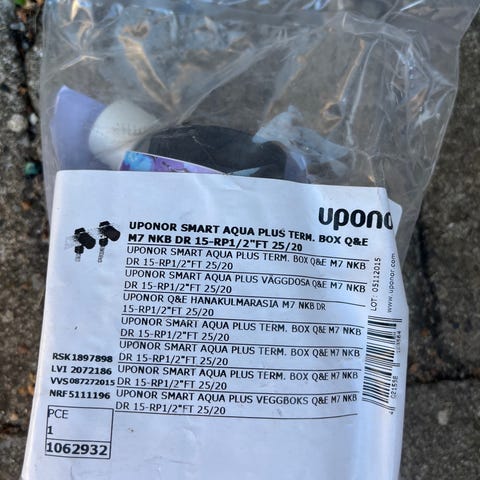 uponor
UPONOR SMART AQUA PLUS TERM. BOX Q&E
M7 NKB DR 15-RP1/2"FT 25/20
UPONOR SMART AQUA PLUS TERM. BOX Q&E M7 NKB
DR 15-RP1/2"FT 25/20
UPONOR SMART AQUA PLUS VÄGGDOSA Q&E M7 NKB
DR 15-RP1/2"FT 25/20
UPONOR Q&E HANAKULMARASIA M7 NKB DR
15-RP1/2"FT 25/20
UPONOR SMART AQUA PLUS TERM. BOX Q&E M7 NKB
DR 15-RP1/2"FT 25/20
UPONOR SMART AQUA PLUS TERM. BOX Q&E M7 NKB
DR 15-RP1/2"FT 25/20
UPONOR SMART AQUA PLUS TERM. BOX Q&E M7 NKB
DR 15-RP1/2"FT 25/20
UPONOR SMART AQUA PLUS VEGGBOKS Q&E M7 NKB
DR 15-RP1/2"FT 25/20
RSK1897898
LVI 2072186
VVS087272015
NRF5111196
PCE
1
1062932
LOT: 05112015
www.uponor.com